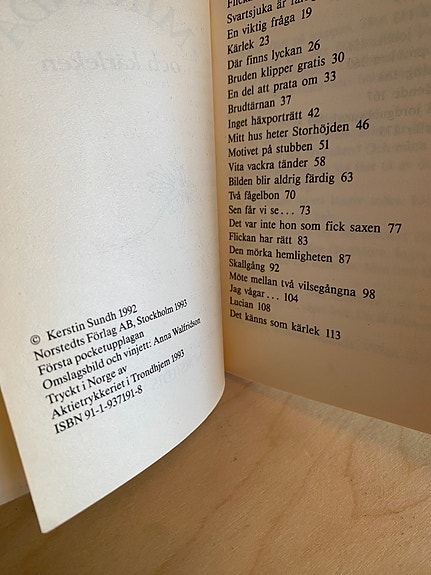 och kärleken
© Kerstin Sundh 1992
Norstedts Förlag AB, Stockholm 1993
Första pocketupplagan
Omslagsbild och vinjett: Anna Walfridson
Tryckt i Norge av
Aktietrykkeriet i Trondhjem 1993
ISBN 91-1-937191-8
Svartsjuka är
En viktig fråga 19
Kärlek 23
Där finns lyckan 26
Bruden klipper gratis 30
En del att prata om 33
Brudtärnan 37
Inget häxporträtt 42
Mitt hus heter Storhöjden 46
Motivet på stubben 51
Vita vackra tänder 58
Bilden blir aldrig färdig 63
Två fågelbon 70
Sen får vi se... 73
Det var inte hon som fick saxen 77
Flickan har rätt 83
Den mörka hemligheten 87
Skallgång 92
Möte mellan två vilsegångna 98
Jag vågar... 104
Lucian 108
Det känns som kärlek 113